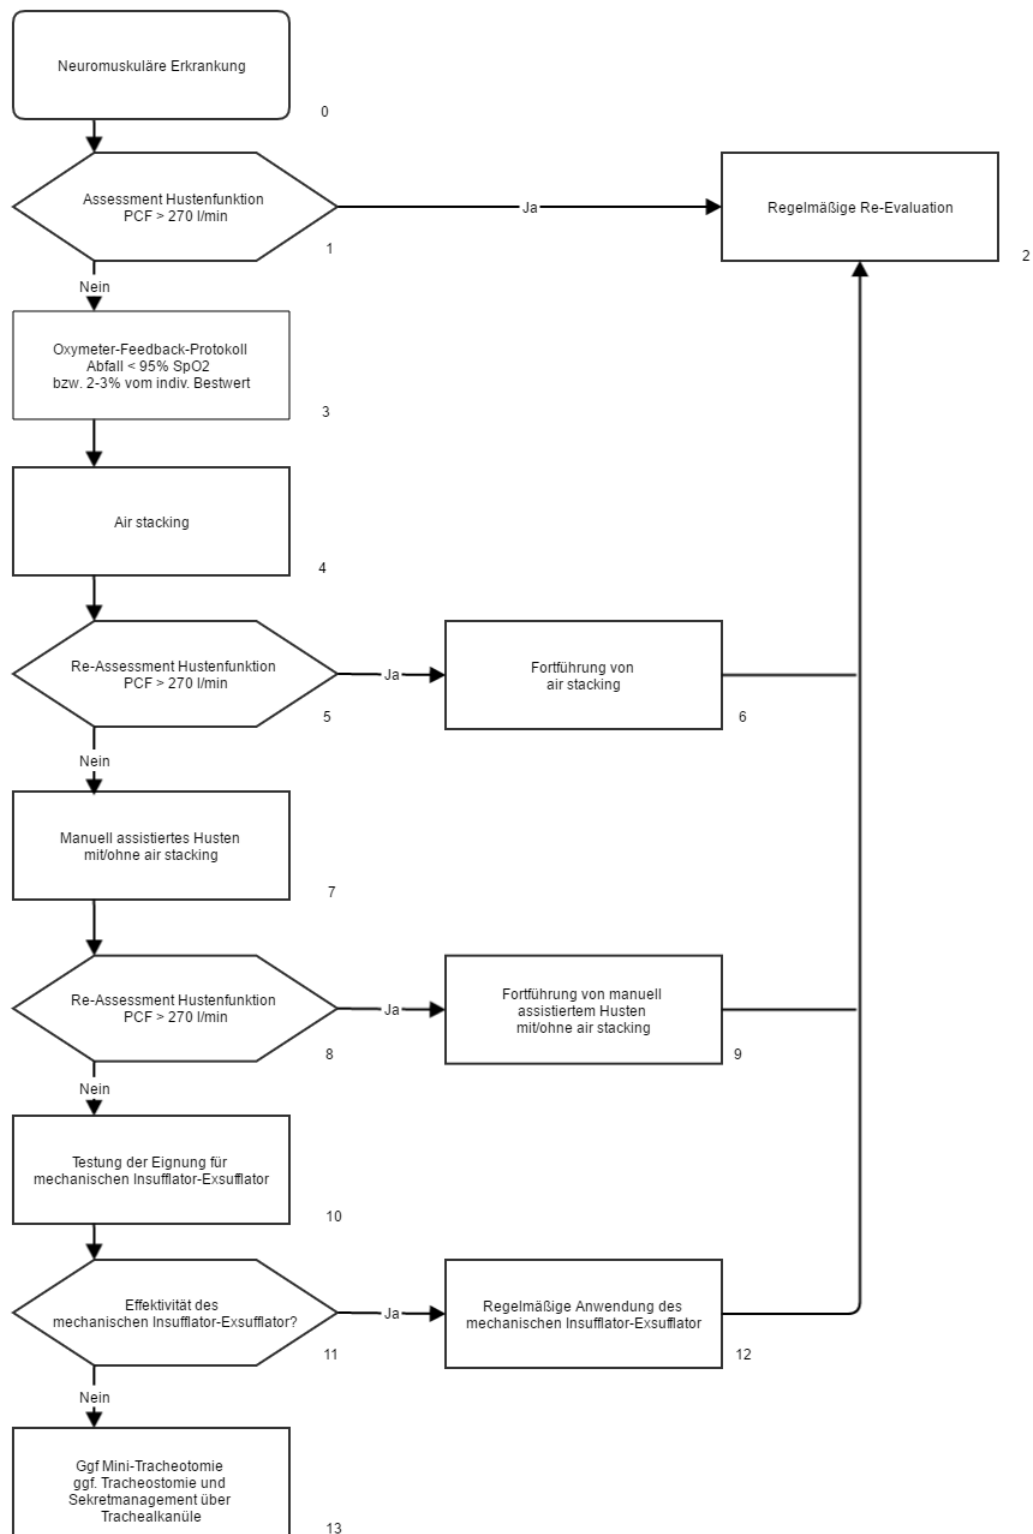 Neuromuskuläre Erkrankung
0
Assessment Hustenfunktion
PCF > 270 l/min
1
Ja
Regelmäßige Re-Evaluation
2
Nein
Oxymeter-Feedback-Protokoll
Abfall < 95% SpO2
bzw. 2-3% vom indiv. Bestwert
3
Air stacking
4
Re-Assessment Hustenfunktion
PCF > 270 l/min
5
Ja
Fortführung von
air stacking
6
Nein
Manuell assistiertes Husten
mit/ohne air stacking
7
Re-Assessment Hustenfunktion
PCF > 270 l/min
8
Ja
Fortführung von manuell
assistiertem Husten
mit/ohne air stacking
9
Nein
Testung der Eignung für
mechanischen Insufflator-Exsufflator
10
Effektivität des
mechanischen Insufflator-Exsufflator?
11
Ja
Regelmäßige Anwendung des
mechanischen Insufflator-Exsufflator
12
Nein
Ggf Mini-Tracheotomie
ggf. Tracheostomie und
Sekretmanagement über
Trachealkanüle
13